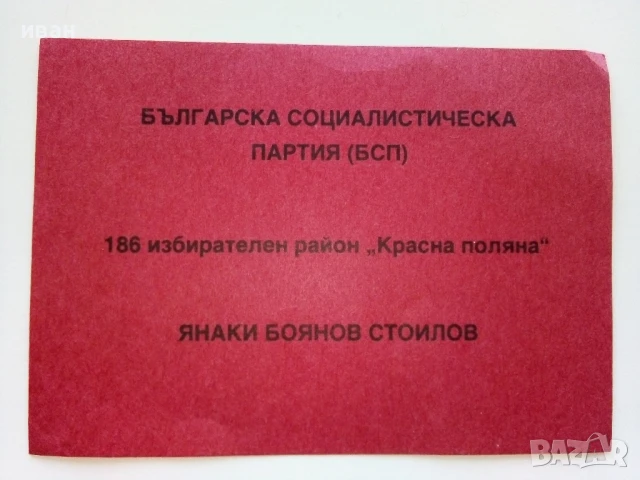 иван
БЪЛГАРСКА СОЦИАЛИСТИЧЕСКА
ПАРТИЯ (БСП)
186 избирателен район „Красна поляна“
ЯНАКИ БОЯНОВ СТОИЛОВ
BAZAR